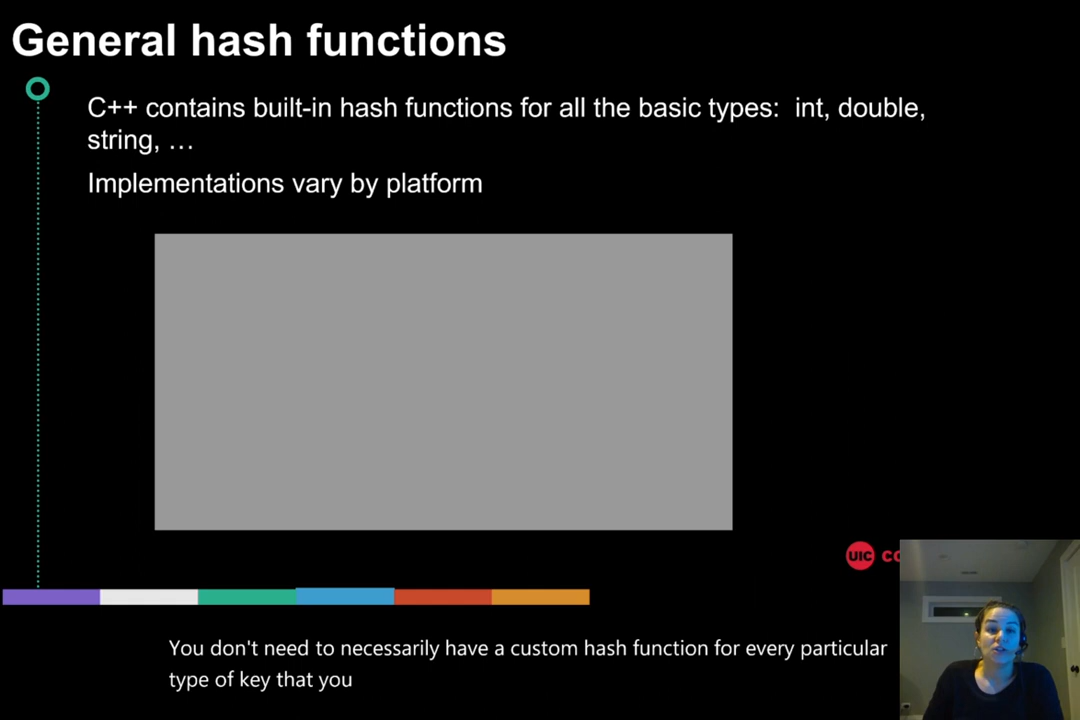 General hash functions
C++ contains built-in hash functions for all the basic types:  int, double,
string, …
Implementations vary by platform
UIC
You don't need to necessarily have a custom hash function for every particular
type of key that you